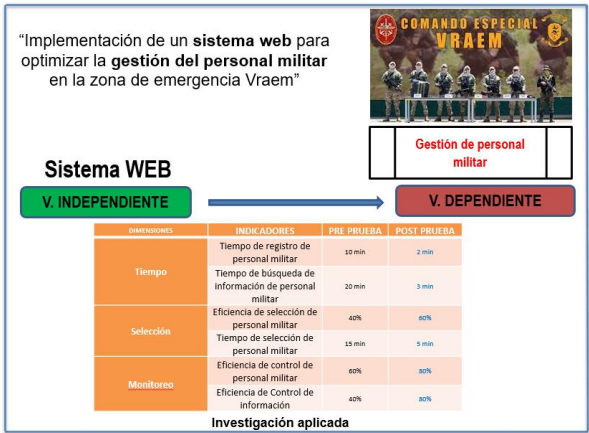 “Implementación de un sistema web para
optimizar la gestión del personal militar
en la zona de emergencia Vraem”
COMANDO ESPECIAL
VRAEM
Gestión de personal
militar
Sistema WEB
V. INDEPENDIENTE
V. DEPENDIENTE
DIMENSIONES INDICADORES PRE PRUEBA POST PRUEBA
Tiempo
Tiempo de registro de
personal militar
10 min 2 min
Tiempo de búsqueda de
información de personal
militar
20 min 3 min
Selección
Eficiencia de selección de
personal militar
40% 60%
Tiempo de selección de
personal militar
15 min 5 min
Monitoreo
Eficiencia de control de
personal militar
60% 80%
Eficiencia de Control de
información
40% 80%
Investigación aplicada